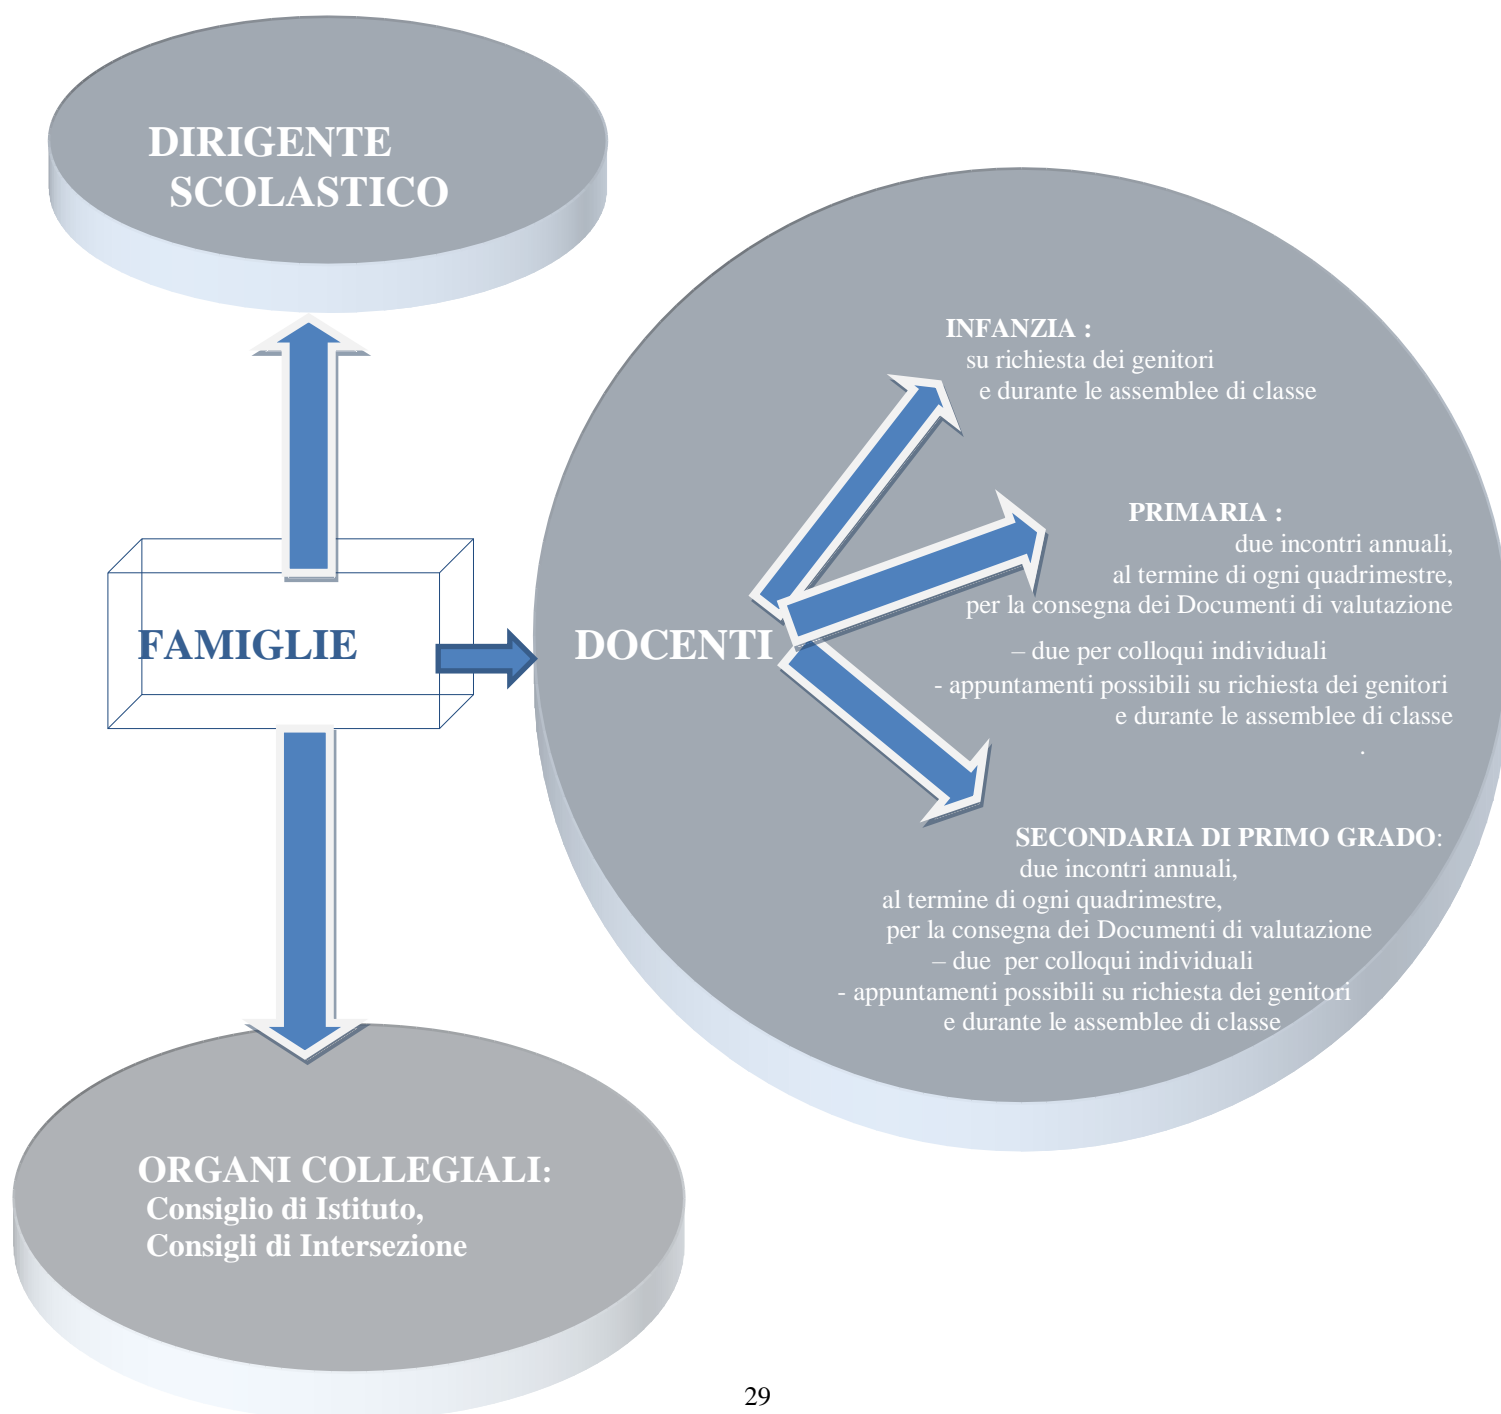 DIRIGENTE
SCOLASTICO
INFANZIA :
su richiesta dei genitori
e durante le assemblee di classe
PRIMARIA :
due incontri annuali,
al termine di ogni quadrimestre,
per la consegna dei Documenti di valutazione
– due per colloqui individuali
- appuntamenti possibili su richiesta dei genitori
e durante le assemblee di classe
.
FAMIGLIE
DOCENTI
SECONDARIA DI PRIMO GRADO:
due incontri annuali,
al termine di ogni quadrimestre,
per la consegna dei Documenti di valutazione
– due per colloqui individuali
- appuntamenti possibili su richiesta dei genitori
e durante le assemblee di classe
ORGANI COLLEGIALI:
Consiglio di Istituto,
Consigli di Intersezione
29